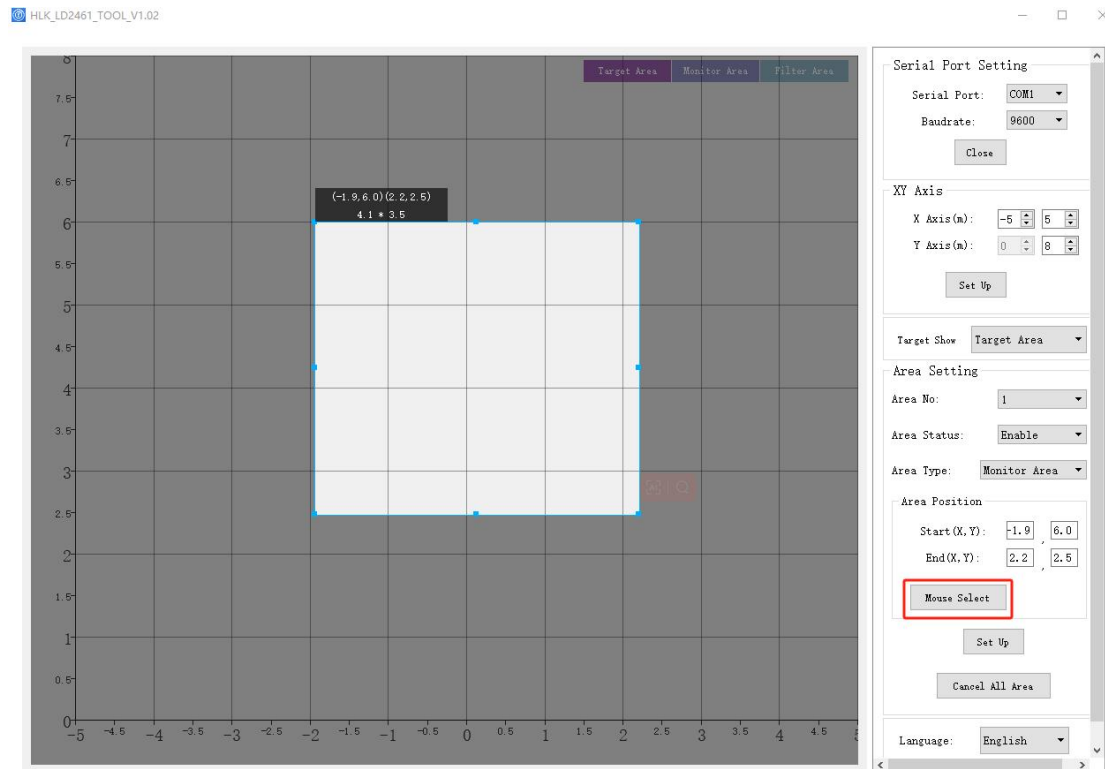 HLK_LD2461_TOOL_V1.02
8
Target Area
Monitor Area
Filter Area
7.5
7
6.5
(-1.9,6.0)(2.2,2.5)
4.1 * 3.5
6
5.5
5
4.5
4
3.5
3
2.5
2
1.5
1
0.5
0
-5 -4.5 -4 -3.5 -3 -2.5 -2 -1.5 -1 -0.5 0 0.5 1 1.5 2 2.5 3 3.5 4 4.5 5
Serial Port Setting
Serial Port: COM1
Baudrate: 9600
Close
XY Axis
X Axis(m): -5 5
Y Axis(m): 0 8
Set Up
Target Show Target Area
Area Setting
Area No: 1
Area Status: Enable
Area Type: Monitor Area
Area Position
Start(X,Y): -1.9 , 6.0
End(X,Y): 2.2 , 2.5
Mouse Select
Set Up
Cancel All Area
Language: English